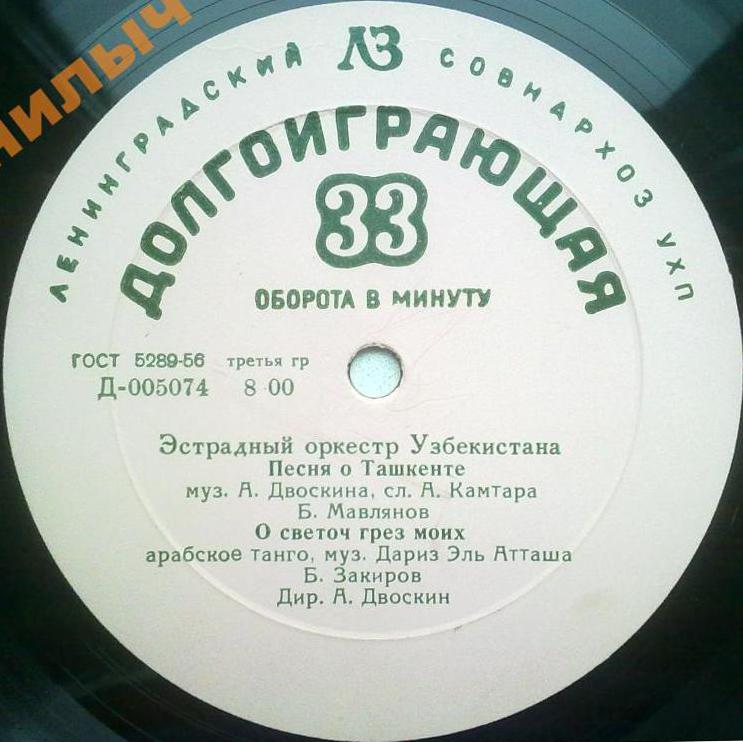 ЛЕНИНГРАДСКИЙ ЛЗ СОВНАРХОЗ УХП
ДОЛГОИГРАЮЩАЯ
33
ОБОРОТА В МИНУТУ
ГОСТ 5289-56 третья гр
Д-005074 8 00
Эстрадный оркестр Узбекистана
Песня о Ташкенте
муз. А. Двоскина, сл. А. Камтара
Б. Мавлянов
О светоч грез моих
арабское танго, муз. Дариз Эль Атташа
Б. Закиров
Дир. А. Двоскин